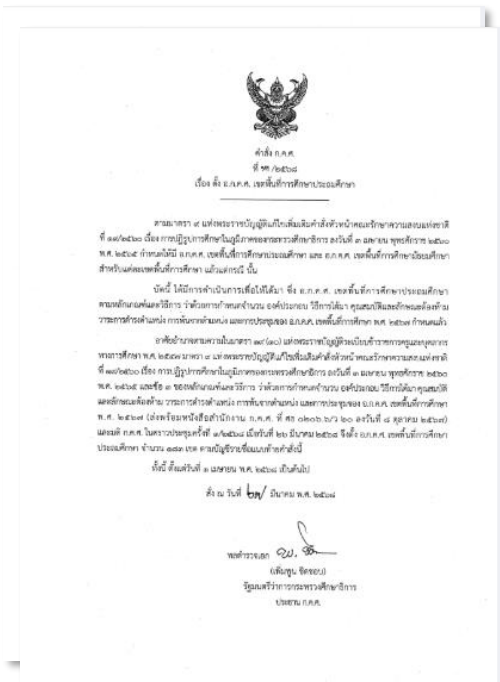 คำสั่ง ก.ค.ศ.
ที่ ๒๑/๒๕๖๘
เรื่อง ตั้ง อ.ก.ค.ศ. เขตพื้นที่การศึกษาประถมศึกษา
ตามมาตรา ๙ แห่งพระราชบัญญัติแก้ไขเพิ่มเติมคำสั่งหัวหน้าคณะรักษาความสงบแห่งชาติ
ที่ ๑๙/๒๕๖๐ เรื่อง การปฏิรูปการศึกษาในภูมิภาคของกระทรวงศึกษาธิการ ลงวันที่ ๓ เมษายน พุทธศักราช ๒๕๖๐
พ.ศ. ๒๕๖๕ กำหนดให้มี อ.ก.ค.ศ. เขตพื้นที่การศึกษาประถมศึกษา และ อ.ก.ค.ศ. เขตพื้นที่การศึกษามัธยมศึกษา
สำหรับแต่ละเขตพื้นที่การศึกษา แล้วแต่กรณี นั้น
บัดนี้ ได้มีการดำเนินการเพื่อให้ได้มา ซึ่ง อ.ก.ค.ศ. เขตพื้นที่การศึกษาประถมศึกษา
ตามหลักเกณฑ์และวิธีการ ว่าด้วยการกำหนดจำนวน องค์ประกอบ วิธีการได้มา คุณสมบัติและลักษณะต้องห้าม
วาระการดำรงตำแหน่ง การพ้นจากตำแหน่ง และการประชุมของ อ.ก.ค.ศ. เขตพื้นที่การศึกษา พ.ศ. ๒๕๖๗ กำหนดแล้ว
อาศัยอำนาจตามความในมาตรา ๑๙ (๑๐) แห่งพระราชบัญญัติระเบียบข้าราชการครูและบุคลากร
ทางการศึกษา พ.ศ. ๒๕๔๗ มาตรา ๙ แห่งพระราชบัญญัติแก้ไขเพิ่มเติมคำสั่งหัวหน้าคณะรักษาความสงบแห่งชาติ
ที่ ๑๙/๒๕๖๐ เรื่อง การปฏิรูปการศึกษาในภูมิภาคของกระทรวงศึกษาธิการ ลงวันที่ ๓ เมษายน พุทธศักราช ๒๕๖๐
พ.ศ. ๒๕๖๕ และข้อ ๓ ของหลักเกณฑ์และวิธีการ ว่าด้วยการกำหนดจำนวน องค์ประกอบ วิธีการได้มา คุณสมบัติ
และลักษณะต้องห้าม วาระการดำรงตำแหน่ง การพ้นจากตำแหน่ง และการประชุมของ อ.ก.ค.ศ. เขตพื้นที่การศึกษา
พ.ศ. ๒๕๖๗ (ส่งพร้อมหนังสือสำนักงาน ก.ค.ศ. ที่ ศธ ๐๒๐๖.๖/ว ๒๐ ลงวันที่ ๘ ตุลาคม ๒๕๖๗)
และมติ ก.ค.ศ. ในคราวประชุมครั้งที่ ๓/๒๕๖๘ เมื่อวันที่ ๒๖ มีนาคม ๒๕๖๘ จึงตั้ง อ.ก.ค.ศ. เขตพื้นที่การศึกษา
ประถมศึกษา จำนวน ๑๘๓ เขต ตามบัญชีรายชื่อแนบท้ายคำสั่งนี้
ทั้งนี้ ตั้งแต่วันที่ ๑ เมษายน พ.ศ. ๒๕๖๘ เป็นต้นไป
สั่ง ณ วันที่ ๒๗ มีนาคม พ.ศ. ๒๕๖๘
พลตำรวจเอก
(เพิ่มพูน ชิดชอบ)
รัฐมนตรีว่าการกระทรวงศึกษาธิการ
ประธาน ก.ค.ศ.